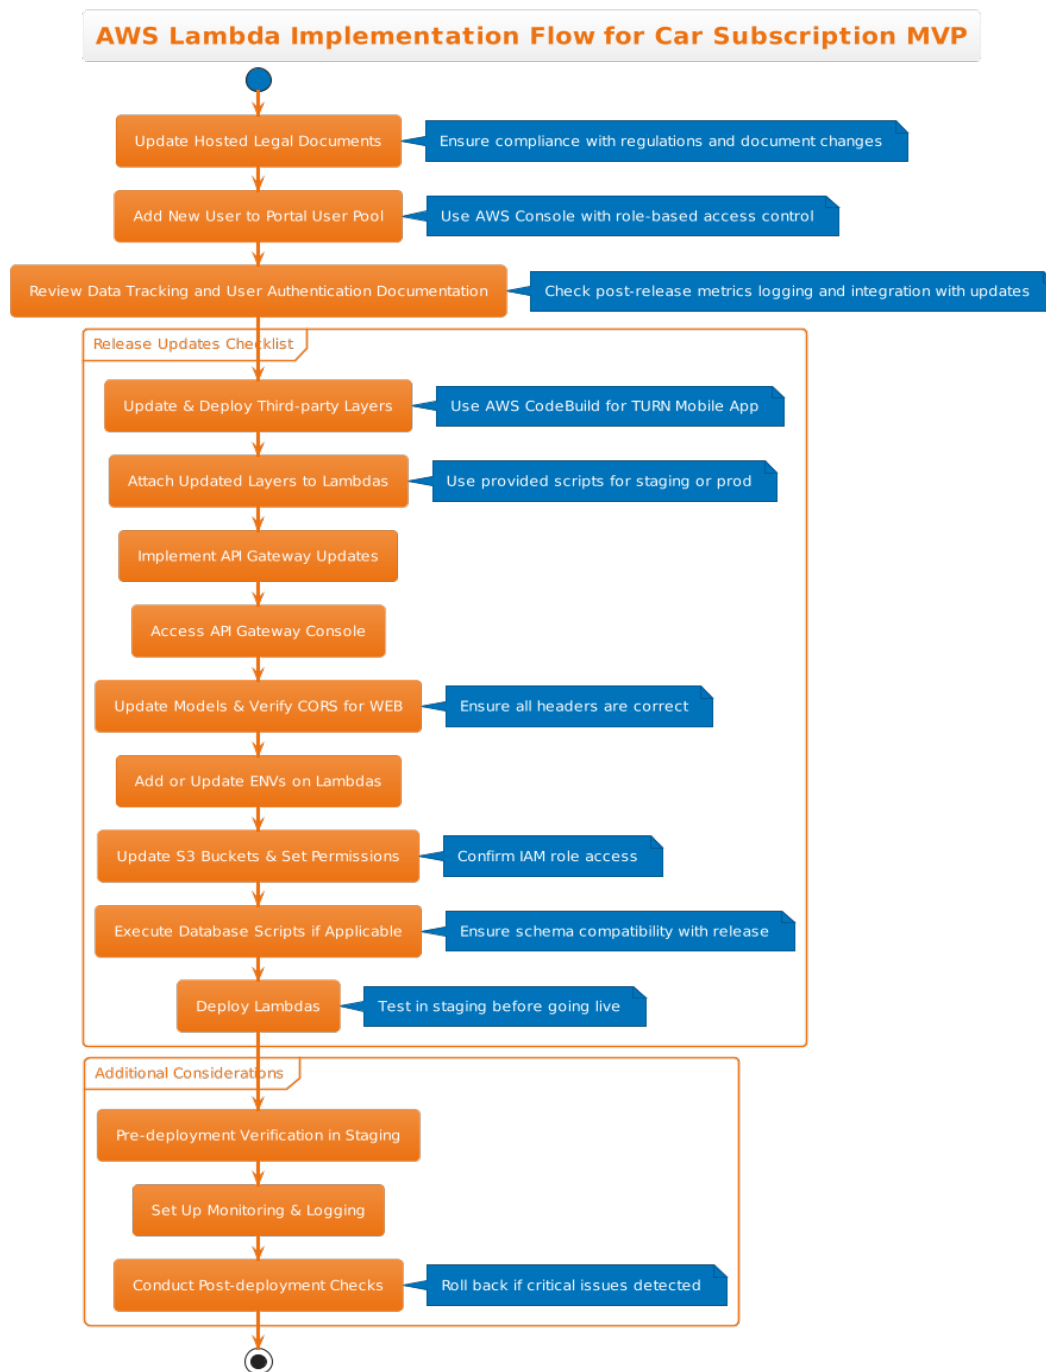 AWS Lambda Implementation Flow for Car Subscription MVP
Update Hosted Legal Documents
Ensure compliance with regulations and document changes
Add New User to Portal User Pool
Use AWS Console with role-based access control
Review Data Tracking and User Authentication Documentation
Check post-release metrics logging and integration with updates
Release Updates Checklist
Update & Deploy Third-party Layers
Use AWS CodeBuild for TURN Mobile App
Attach Updated Layers to Lambdas
Use provided scripts for staging or prod
Implement API Gateway Updates
Access API Gateway Console
Update Models & Verify CORS for WEB
Ensure all headers are correct
Add or Update ENVs on Lambdas
Update S3 Buckets & Set Permissions
Confirm IAM role access
Execute Database Scripts if Applicable
Ensure schema compatibility with release
Deploy Lambdas
Test in staging before going live
Additional Considerations
Pre-deployment Verification in Staging
Set Up Monitoring & Logging
Conduct Post-deployment Checks
Roll back if critical issues detected